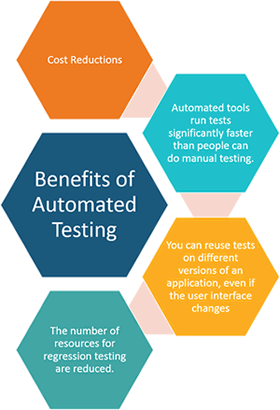 Cost Reductions
Automated tools
run tests
significantly faster
than people can
do manual testing.
Benefits of
Automated
Testing
You can reuse tests
on different
versions of an
application, even if
the user interface
changes
The number of
resources for
regression testing
are reduced.